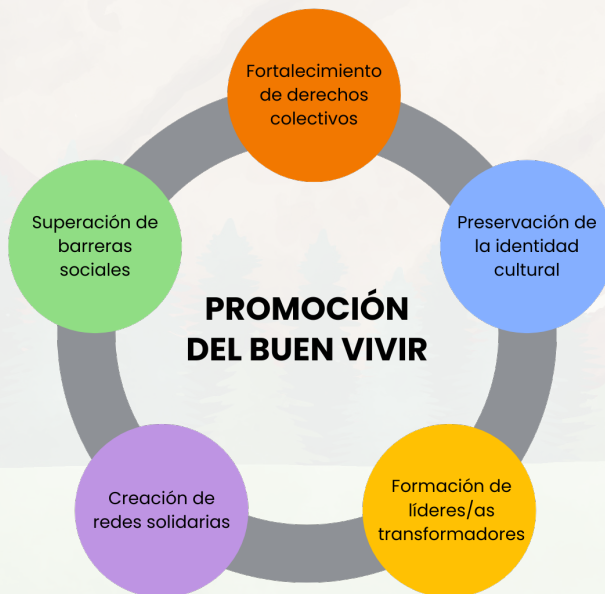 Fortalecimiento
de derechos
colectivos
Superación de
barreras
sociales
Preservación de
la identidad
cultural
PROMOCIÓN
DEL BUEN VIVIR
Creación de
redes solidarias
Formación de
líderes/as
transformadores